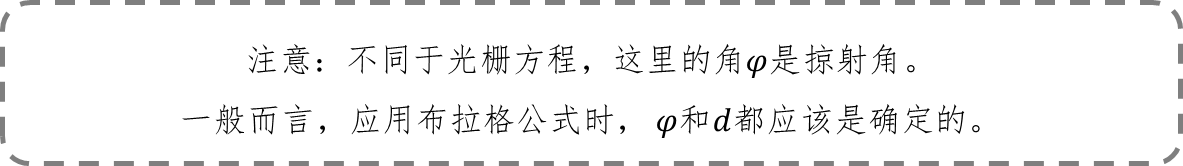 注意：不同于光栅方程，这里的角φ是掠射角。
一般而言，应用布拉格公式时，φ和d都应该是确定的。